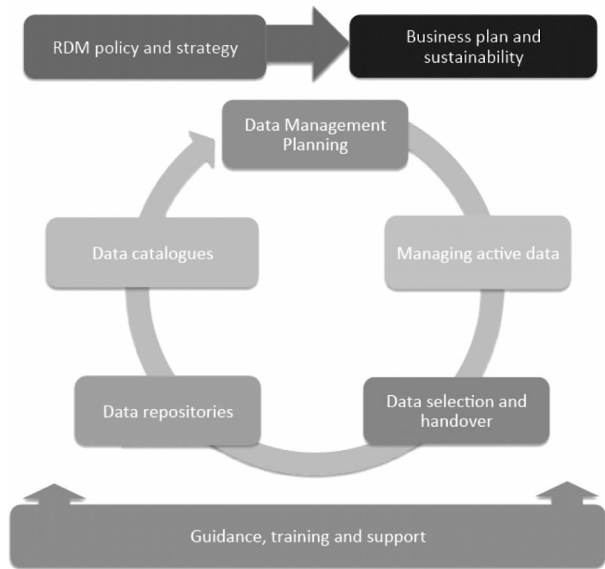 RDM policy and strategy
Business plan and
sustainability
Data Management
Planning
Data catalogues
Managing active data
Data repositories
Data selection and
handover
Guidance, training and support